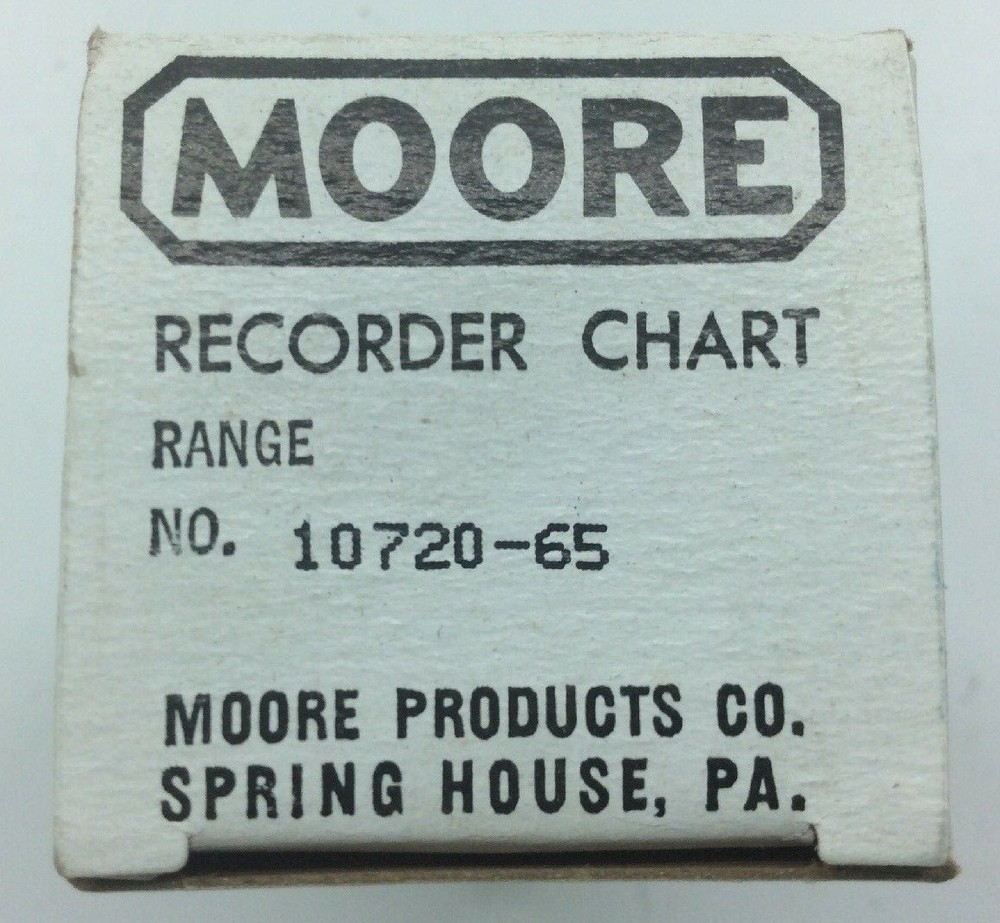 MOORE
RECORDER CHART
RANGE
NO. 10720-65
MOORE PRODUCTS CO.
SPRING HOUSE, PA.